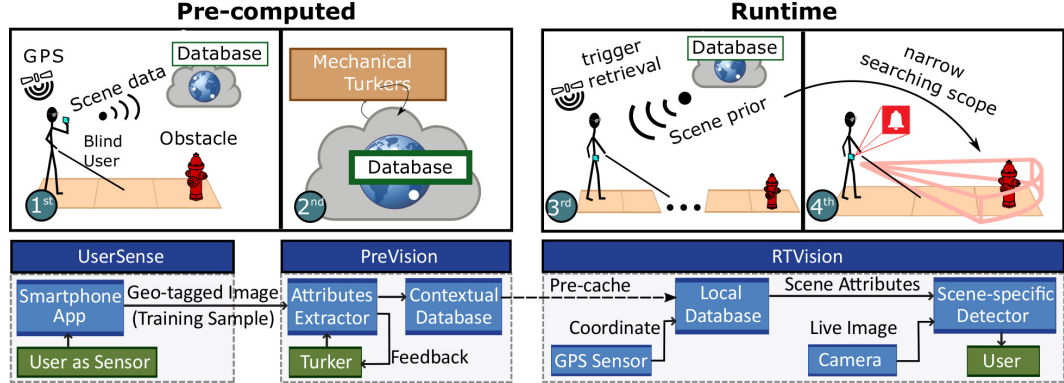 Pre-computed
Runtime
GPS
Scene data
Database
Blind
User
Obstacle
1st
Mechanical
Turkers
Database
2nd
trigger
retrieval
Database
Scene prior
3rd
narrow
searching scope
4th
UserSense
PreVision
RTVision
Smartphone
App
Geo-tagged Image
(Training Sample)
User as Sensor
Attributes
Extractor
Contextual
Database
Turker
Feedback
Pre-cache
Coordinate
GPS Sensor
Local
Database
Scene Attributes
Live Image
Camera
Scene-specific
Detector
User